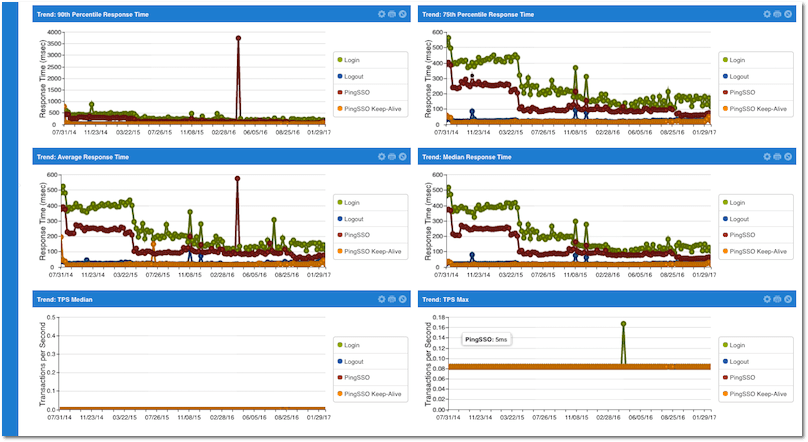 Trend: 90th Percentile Response Time
Response Time (msec)
4000
3500
3000
2500
2000
1500
1000
500
0
07/31/14 11/23/14 03/22/15 07/26/15 11/08/15 02/28/16 06/05/16 08/25/16 01/29/17
Login
Logout
PingSSO
PingSSO Keep-Alive
Trend: 75th Percentile Response Time
Response Time (msec)
600
500
400
300
200
100
0
07/31/14 11/23/14 03/22/15 07/26/15 11/08/15 02/28/16 06/05/16 08/25/16 01/29/17
Login
Logout
PingSSO
PingSSO Keep-Alive
Trend: Average Response Time
Response Time (msec)
600
500
400
300
200
100
0
07/31/14 11/23/14 03/22/15 07/26/15 11/08/15 02/28/16 06/05/16 08/25/16 01/29/17
Login
Logout
PingSSO
PingSSO Keep-Alive
Trend: Median Response Time
Response Time (msec)
600
500
400
300
200
100
0
07/31/14 11/23/14 03/22/15 07/26/15 11/08/15 02/28/16 06/05/16 08/25/16 01/29/17
Login
Logout
PingSSO
PingSSO Keep-Alive
Trend: TPS Median
Transactions per Second
0.5
0.4
0.3
0.2
0.1
0.0
07/31/14 11/23/14 03/22/15 07/26/15 11/08/15 02/28/16 06/05/16 08/25/16 01/29/17
Login
Logout
PingSSO
PingSSO Keep-Alive
Trend: TPS Max
Transactions per Second
0.18
0.16
0.14
0.12
0.10
0.08
0.06
0.04
0.02
0.00
PingSSO: 5ms
07/31/14 11/23/14 03/22/15 07/26/15 11/08/15 02/28/16 06/05/16 08/25/16 01/29/17
Login
Logout
PingSSO
PingSSO Keep-Alive